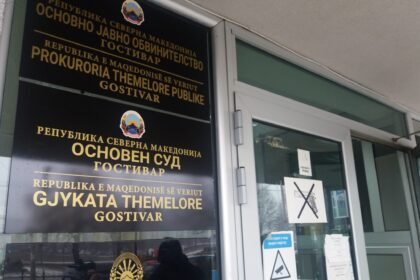 РЕПУБЛИКА СЕВЕРНА МАКЕДОНИЈА
ОСНОВНО ЈАВНО ОБВИНИТЕЛСТВО
ГОСТИВАР
REPUBLIKA E MAQEDONISË SË VERIUT
PROKURORIA THEMELORE PUBLIKE
GOSTIVAR
РЕПУБЛИКА СЕВЕРНА МАКЕДОНИЈА
ОСНОВЕН СУД
ГОСТИВАР
REPUBLIKA E MAQEDONISË SË VERIUT
GJYKATA THEMELORE
GOSTIVAR